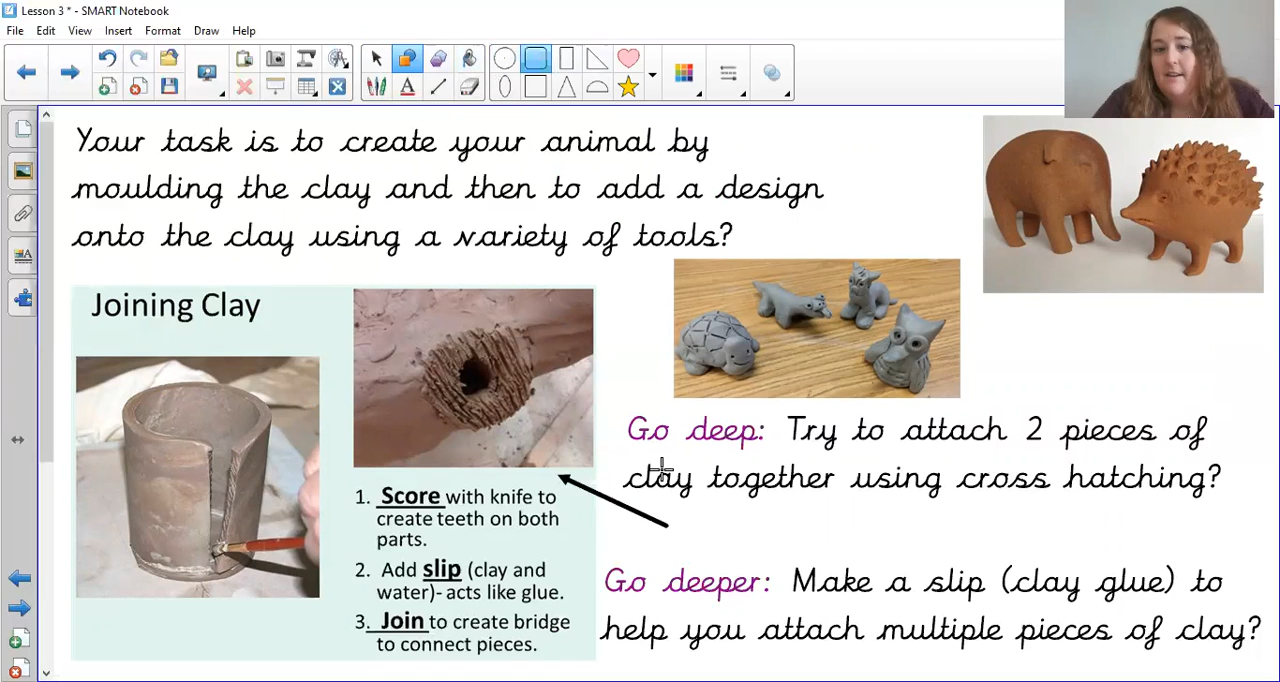 Lesson 3 * - SMART Notebook
File Edit View Insert Format Draw Help
Your task is to create your animal by
moulding the clay and then to add a design
onto the clay using a variety of tools?
Joining Clay
1. Score with knife to
create teeth on both
parts.
2. Add slip (clay and
water)- acts like glue.
3. Join to create bridge
to connect pieces.
Go deep: Try to attach 2 pieces of
clay together using cross hatching?
Go deeper: Make a slip (clay glue) to
help you attach multiple pieces of clay?